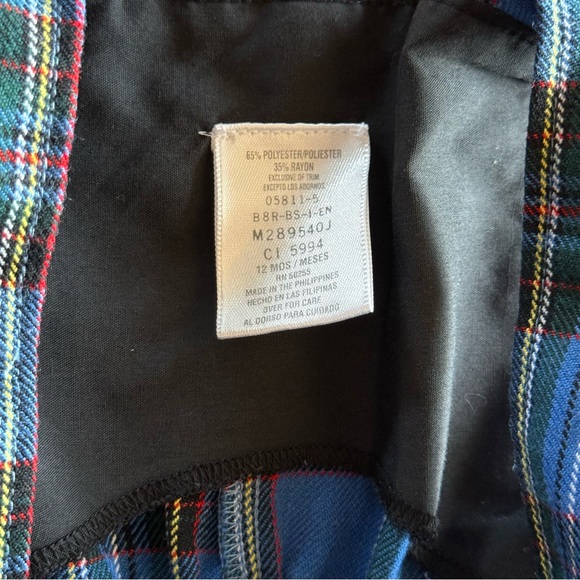 65% POLYESTER/POLIESTER
35% RAYON
EXCLUSIVE OF TRIM
EXCEPTO LOS ADORNOS
05811-5
B8R-BS-1-EN
M289540J
CI 5994
12 MOS / MESES
RN 50255
MADE IN THE PHILIPPINES
HECHO EN LAS FILIPINAS
OVER FOR CARE
AL DORSO PARA CUIDADO